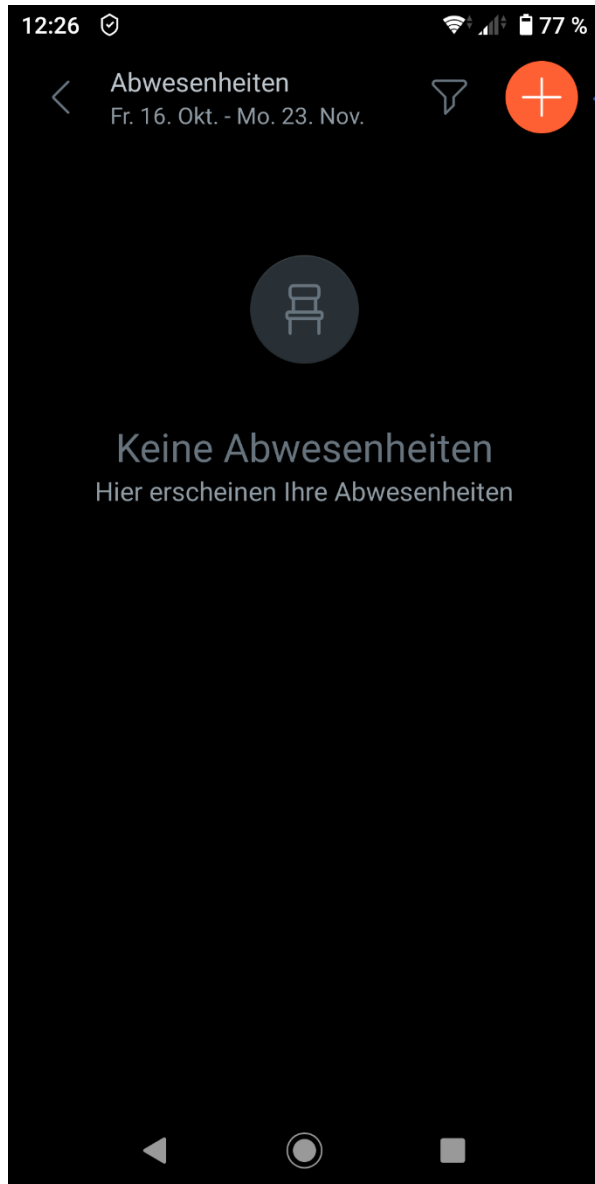 12:26 77 %
Abwesenheiten
Fr. 16. Okt. - Mo. 23. Nov.
Keine Abwesenheiten
Hier erscheinen Ihre Abwesenheiten